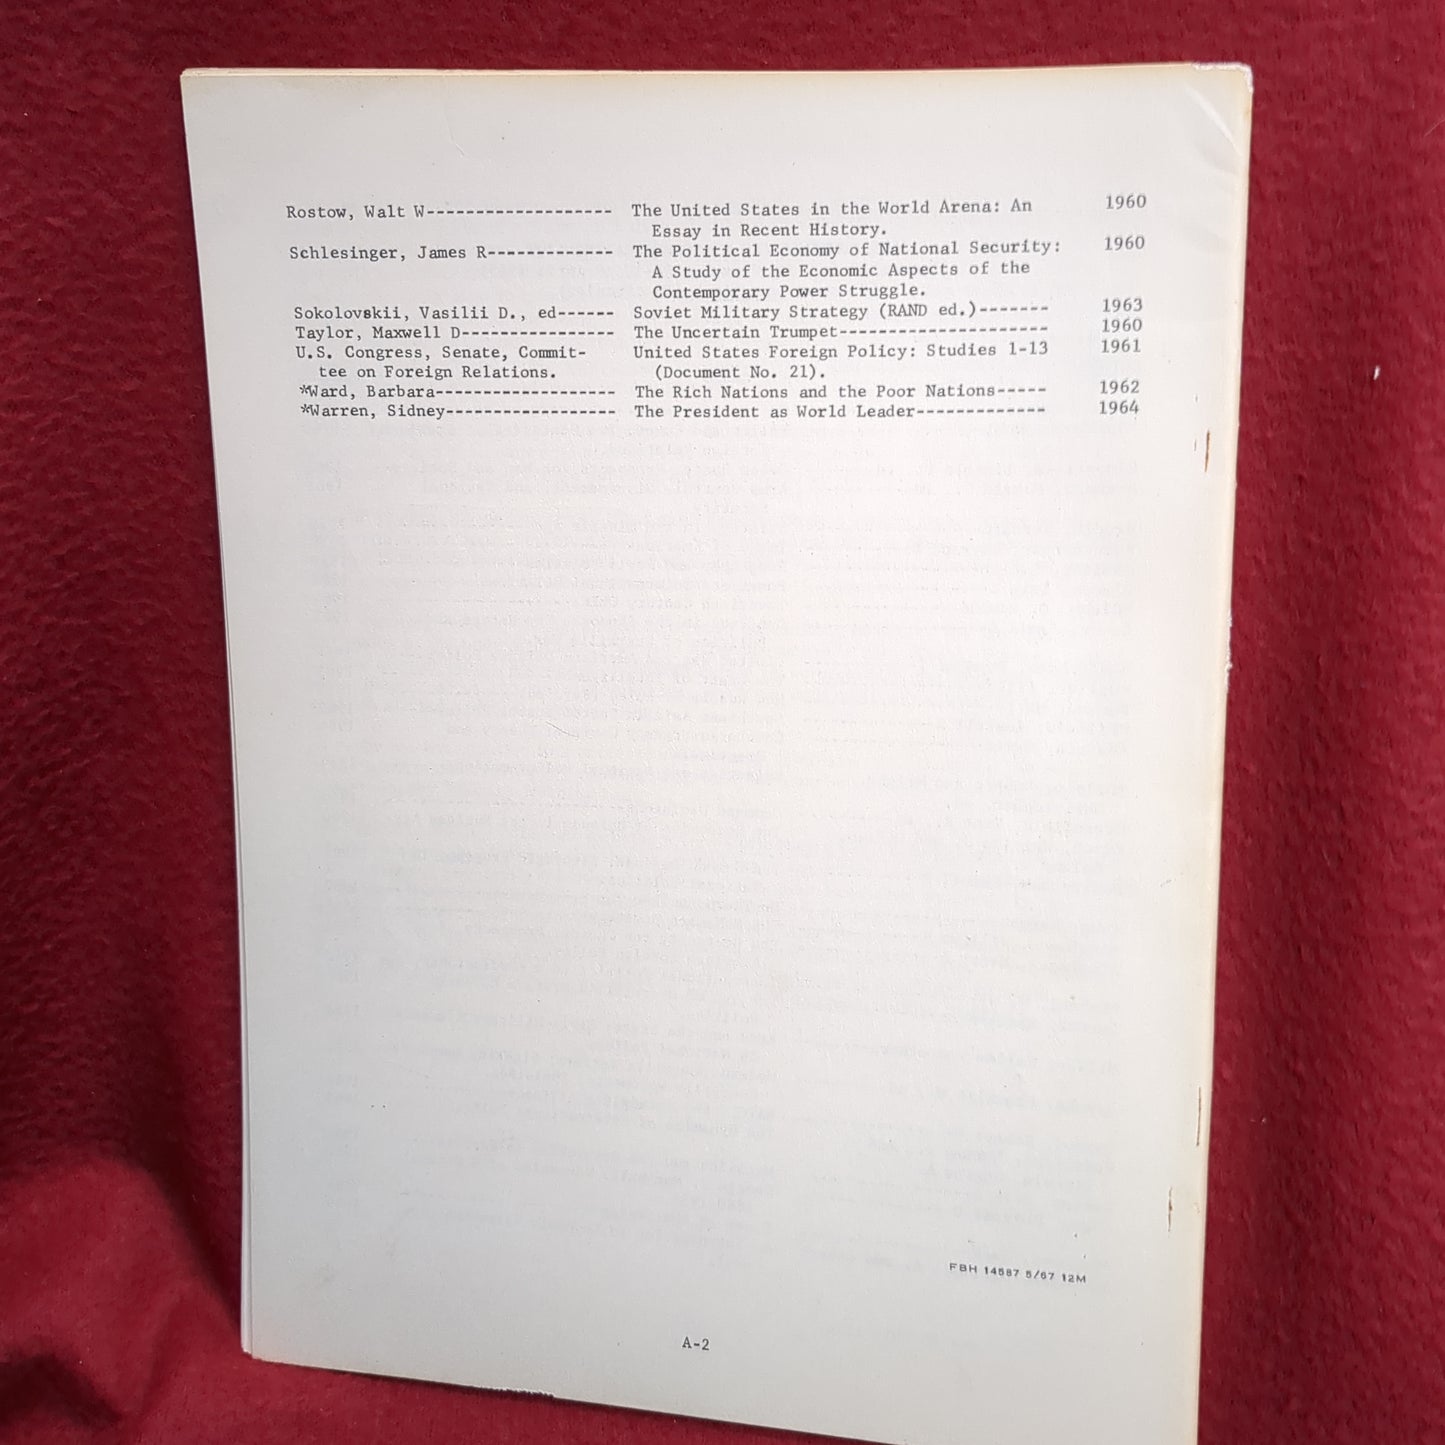 Rostow, Walt W------------------- The United States in the World Arena: An 1960
Essay in Recent History.
Schlesinger, James R------------- The Political Economy of National Security: 1960
A Study of the Economic Aspects of the
Contemporary Power Struggle.
Sokolovskii, Vasilii D., ed------ Soviet Military Strategy (RAND ed.)------- 1963
Taylor, Maxwell D---------------- The Uncertain Trumpet--------------------- 1960
U.S. Congress, Senate, Commit- United States Foreign Policy: Studies 1-13 1961
tee on Foreign Relations. (Document No. 21).
*Ward, Barbara------------------- The Rich Nations and the Poor Nations----- 1962
*Warren, Sidney------------------ The President as World Leader------------- 1964
FBH 14587 5/67 12M
A-2